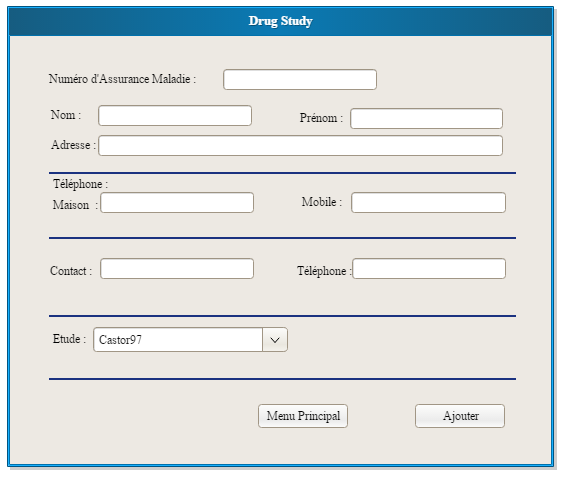 Drug Study
Numéro d'Assurance Maladie :
Nom : Prénom :
Adresse :
Téléphone :
Maison : Mobile :
Contact : Téléphone :
Etude : Castor97
Menu Principal Ajouter